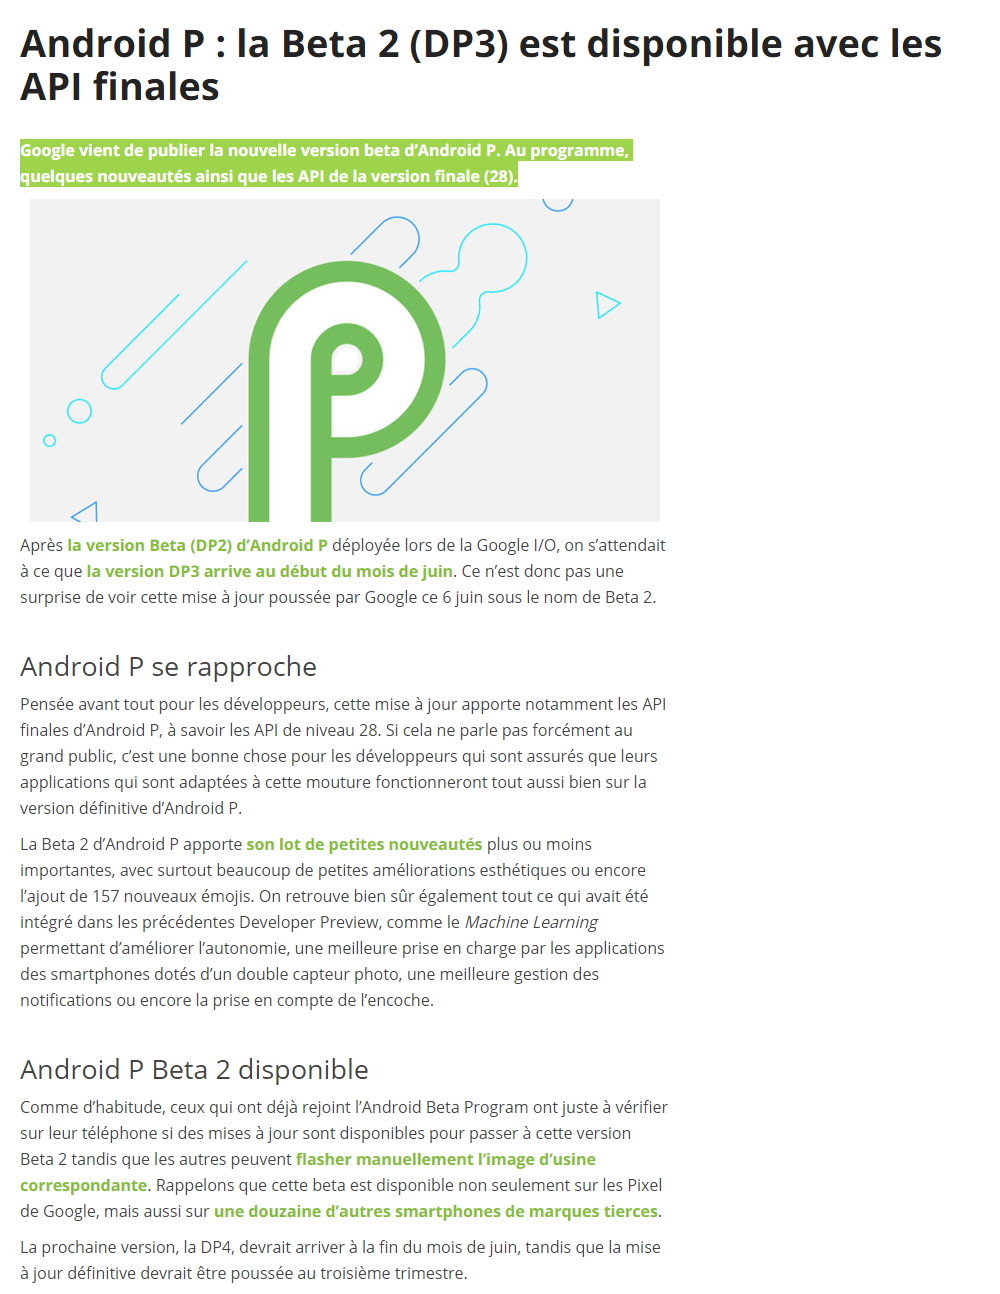 Android P : la Beta 2 (DP3) est disponible avec les
API finales
Google vient de publier la nouvelle version beta d’Android P. Au programme,
quelques nouveautés ainsi que les API de la version finale (28).
Après la version Beta (DP2) d’Android P déployée lors de la Google I/O, on s’attendait
à ce que la version DP3 arrive au début du mois de juin. Ce n’est donc pas une
surprise de voir cette mise à jour poussée par Google ce 6 juin sous le nom de Beta 2.
Android P se rapproche
Pensée avant tout pour les développeurs, cette mise à jour apporte notamment les API
finales d’Android P, à savoir les API de niveau 28. Si cela ne parle pas forcément au
grand public, c’est une bonne chose pour les développeurs qui sont assurés que leurs
applications qui sont adaptées à cette mouture fonctionneront tout aussi bien sur la
version définitive d’Android P.
La Beta 2 d’Android P apporte son lot de petites nouveautés plus ou moins
importantes, avec surtout beaucoup de petites améliorations esthétiques ou encore
l’ajout de 157 nouveaux émojis. On retrouve bien sûr également tout ce qui avait été
intégré dans les précédentes Developer Preview, comme le Machine Learning
permettant d’améliorer l’autonomie, une meilleure prise en charge par les applications
des smartphones dotés d’un double capteur photo, une meilleure gestion des
notifications ou encore la prise en compte de l’encoche.
Android P Beta 2 disponible
Comme d’habitude, ceux qui ont déjà rejoint l’Android Beta Program ont juste à vérifier
sur leur téléphone si des mises à jour sont disponibles pour passer à cette version
Beta 2 tandis que les autres peuvent flasher manuellement l’image d’usine
correspondante. Rappelons que cette beta est disponible non seulement sur les Pixel
de Google, mais aussi sur une douzaine d’autres smartphones de marques tierces.
La prochaine version, la DP4, devrait arriver à la fin du mois de juin, tandis que la mise
à jour définitive devrait être poussée au troisième trimestre.